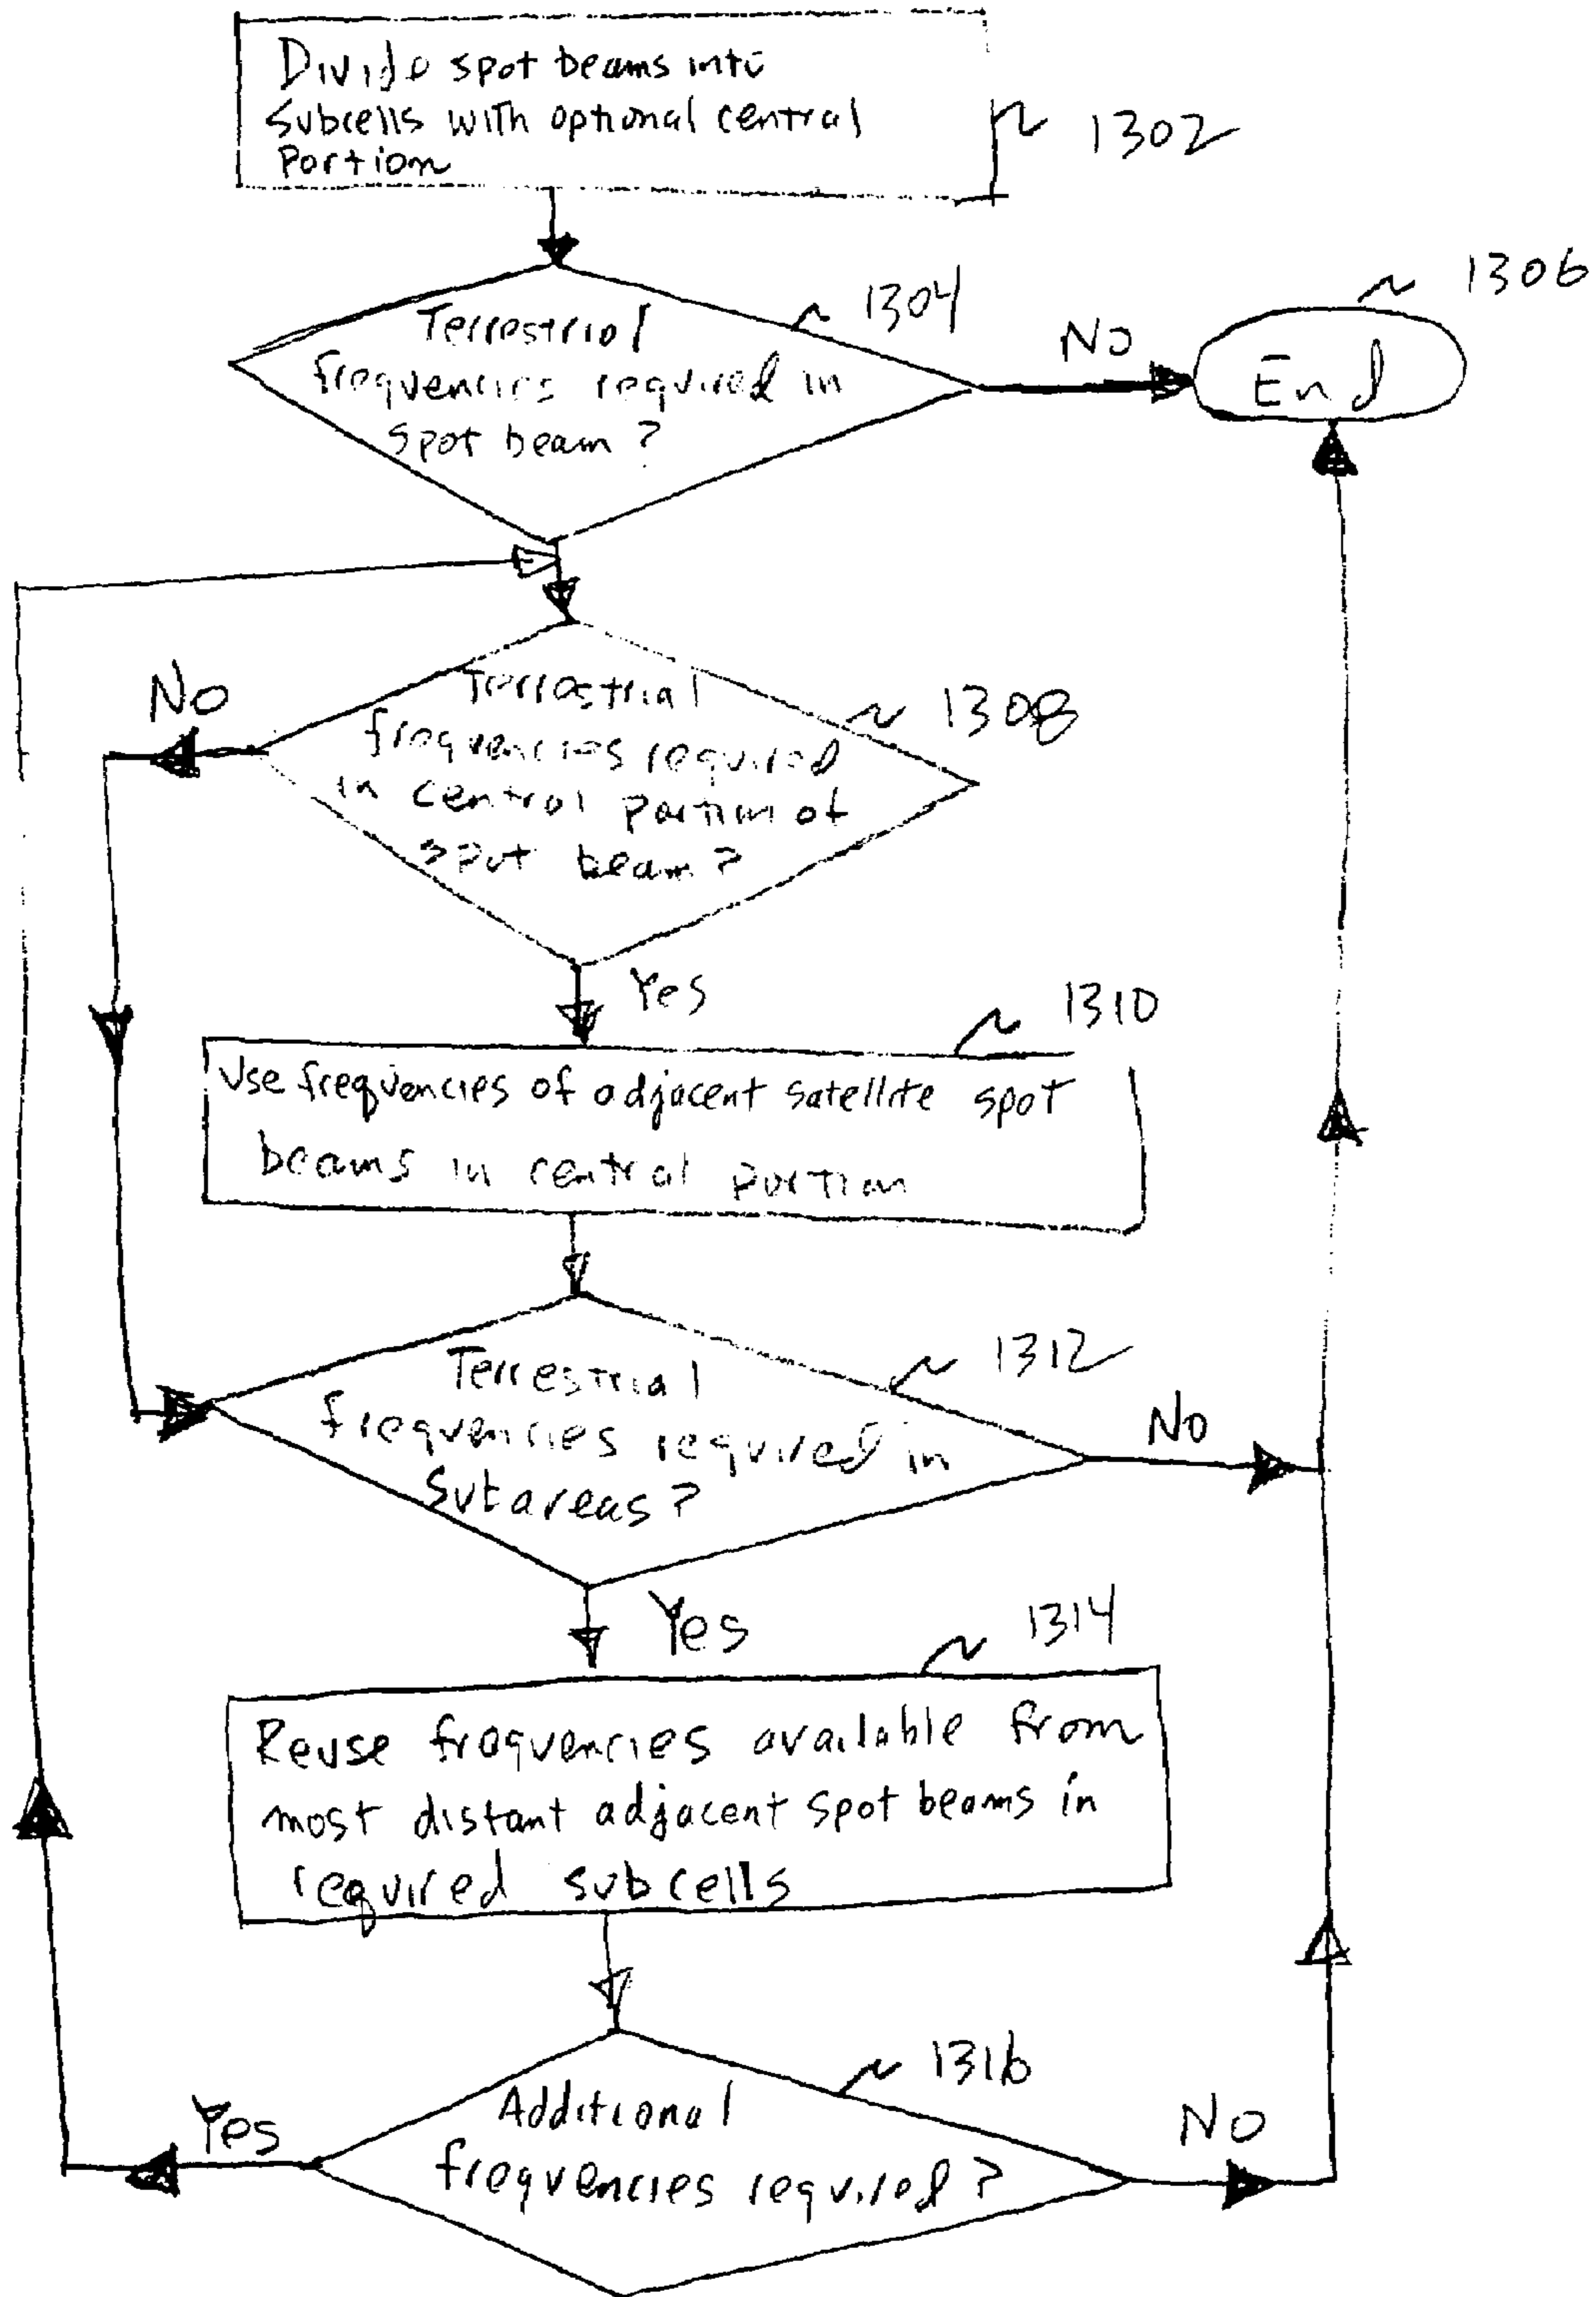 Divide spot beams into
Subcells with optional central
Portion
1302
1304
Terrestrial
frequencies required in
spot beam?
No
1306
End
No
Terrestrial
frequencies required
in central portion of
spot beam?
1308
Yes
1310
Use frequencies of adjacent satellite spot
beams in central portion
1312
Terrestrial
frequencies required in
Subareas?
No
Yes
1314
Reuse frequencies available from
most distant adjacent spot beams in
required subcells
1316
Yes
Additional
frequencies required?
No